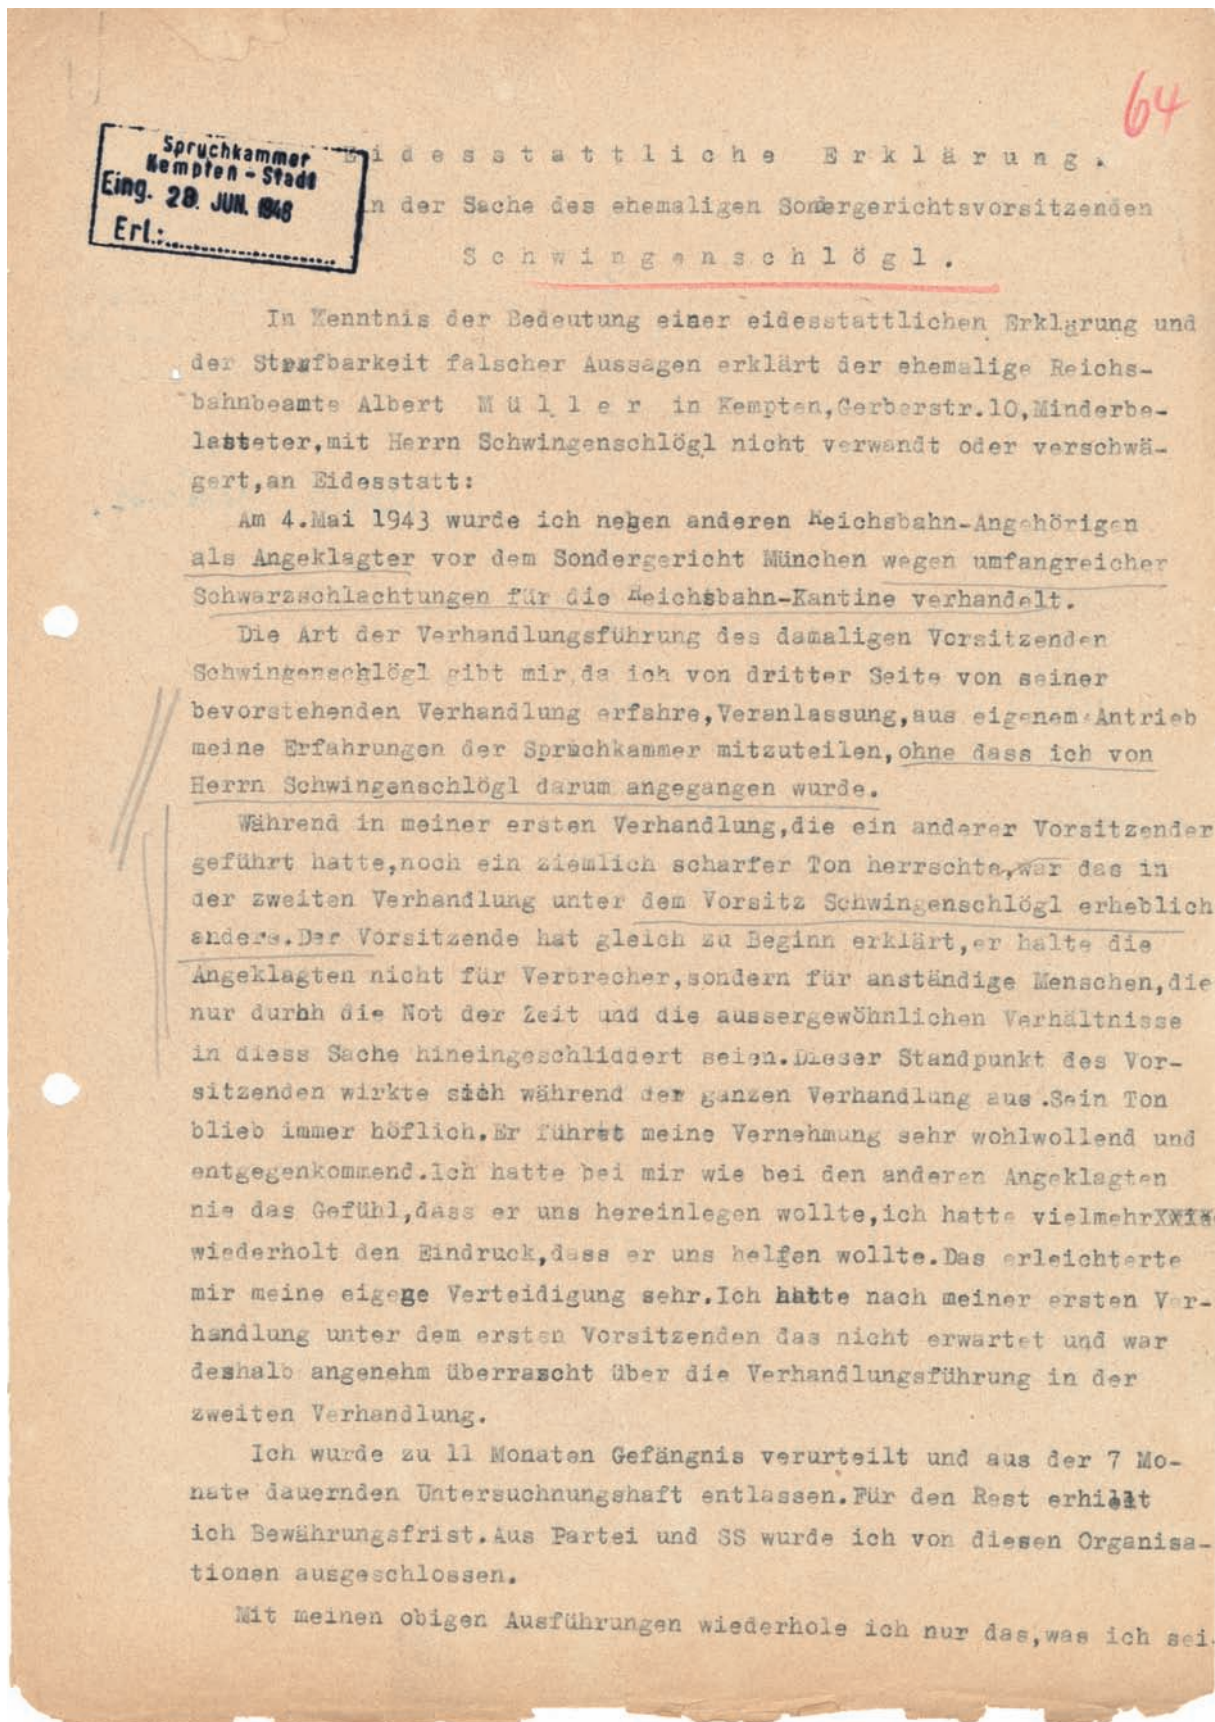 64
Spruchkammer
Kempten - Stadt
Eing. 28. JUN. 1948
Erl.:
Eidesstattliche Erklärung.
in der Sache des ehemaligen Sondergerichtsvorsitzenden
Schwingenschlögl.
In Kenntnis der Bedeutung einer eidesstattlichen Erklärung und
der Strafbarkeit falscher Aussagen erklärt der ehemalige Reichs-
bahnbeamte Albert Müller in Kempten,Gerberstr.10,Minderbe-
lasteter,mit Herrn Schwingenschlögl nicht verwandt oder verschwä-
gert,an Eidesstatt:
Am 4.Mai 1943 wurde ich neben anderen Reichsbahn-Angehörigen
als Angeklagter vor dem Sondergericht München wegen umfangreicher
Schwarzschlachtungen für die Reichsbahn-Kantine verhandelt.
Die Art der Verhandlungsführung des damaligen Vorsitzenden
Schwingenschlögl gibt mir,da ich von dritter Seite von seiner
bevorstehenden Verhandlung erfahre,Veranlassung,aus eigenem Antrieb
meine Erfahrungen der Spruchkammer mitzuteilen,ohne dass ich von
Herrn Schwingenschlögl darum angegangen wurde.
Während in meiner ersten Verhandlung,die ein anderer Vorsitzender
geführt hatte,noch ein ziemlich scharfer Ton herrschte,war das in
der zweiten Verhandlung unter dem Vorsitz Schwingenschlögl erheblich
anders.Der Vorsitzende hat gleich zu Beginn erklärt,er halte die
Angeklagten nicht für Verbrecher,sondern für anständige Menschen,die
nur durhh die Not der Zeit und die aussergewöhnlichen Verhältnisse
in diess Sache hineingeschliddert seien.Dieser Standpunkt des Vor-
sitzenden wirkte sich während der ganzen Verhandlung aus.Sein Ton
blieb immer höflich.Er führet meine Vernehmung sehr wohlwollend und
entgegenkommend.Ich hatte bei mir wie bei den anderen Angeklagten
nie das Gefühl,dass er uns hereinlegen wollte,ich hatte vielmehr
wiederholt den Eindruck,dass er uns helfen wollte.Das erleichterte
mir meine eigege Verteidigung sehr.Ich hatte nach meiner ersten Ver-
handlung unter dem ersten Vorsitzenden das nicht erwartet und war
deshalb angenehm überrascht über die Verhandlungsführung in der
zweiten Verhandlung.
Ich wurde zu 11 Monaten Gefängnis verurteilt und aus der 7 Mo-
nate dauernden Untersuchnungshaft entlassen.Für den Rest erhielt
ich Bewährungsfrist.Aus Partei und SS wurde ich von diesen Organisa-
tionen ausgeschlossen.
Mit meinen obigen Ausführungen wiederhole ich nur das,was ich sei